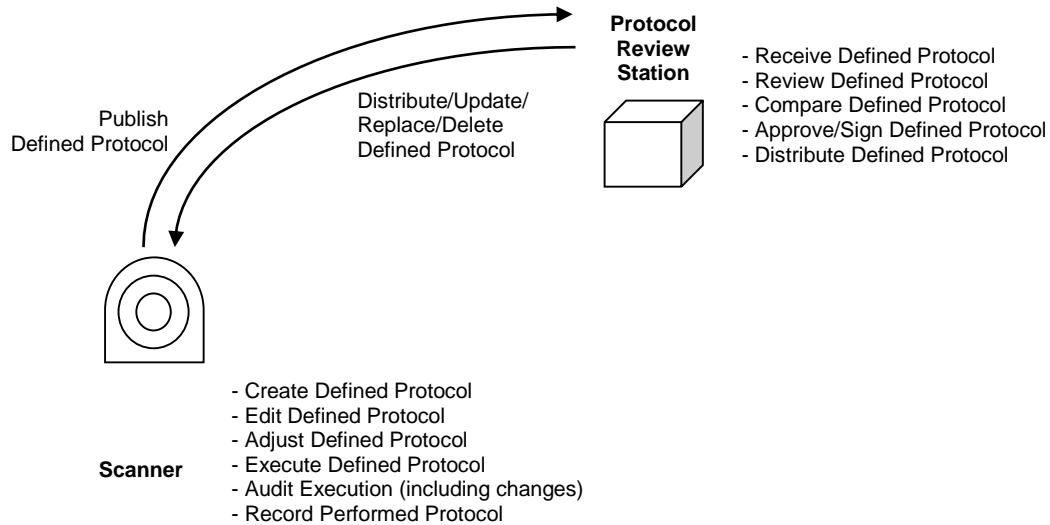 Protocol
Review
Station
- Receive Defined Protocol
- Review Defined Protocol
- Compare Defined Protocol
- Approve/Sign Defined Protocol
- Distribute Defined Protocol
Publish
Defined Protocol
Distribute/Update/
Replace/Delete
Defined Protocol
Scanner
- Create Defined Protocol
- Edit Defined Protocol
- Adjust Defined Protocol
- Execute Defined Protocol
- Audit Execution (including changes)
- Record Performed Protocol